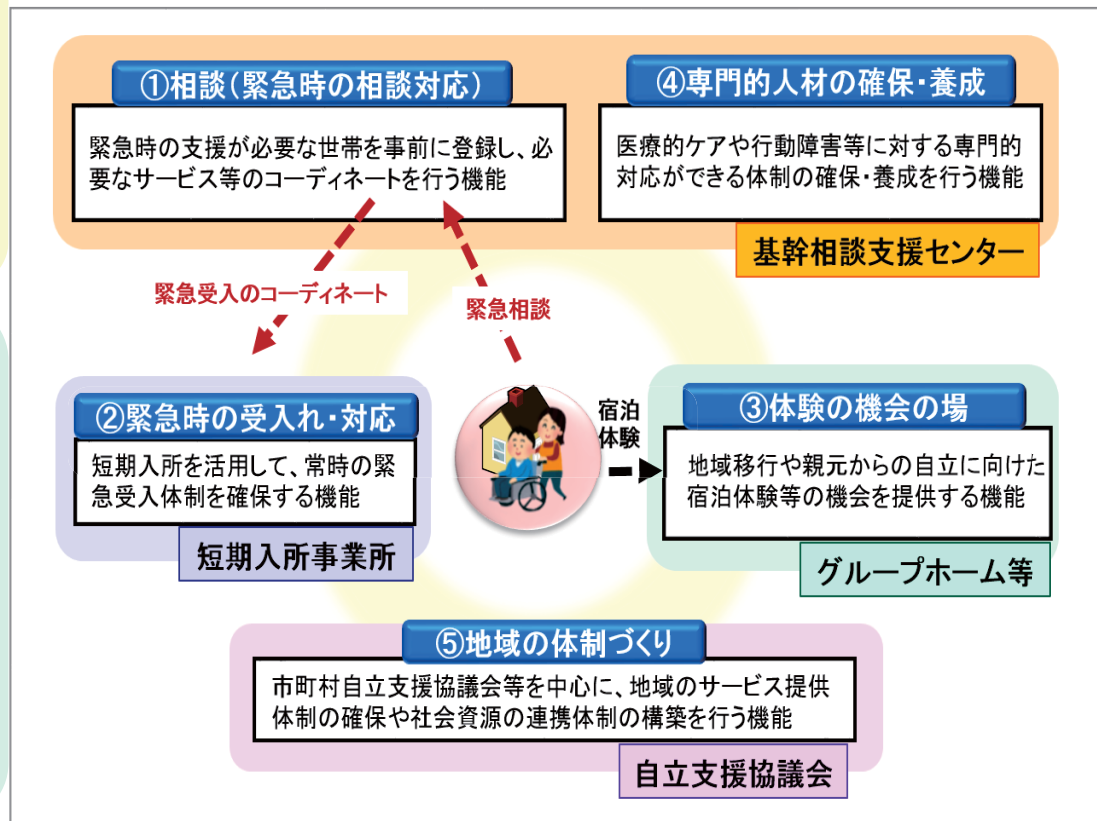 ①相談(緊急時の相談対応)
緊急時の支援が必要な世帯を事前に登録し、必
要なサービス等のコーディネートを行う機能
④専門的人材の確保・養成
医療的ケアや行動障害等に対する専門的
対応ができる体制の確保・養成を行う機能
基幹相談支援センター
緊急受入のコーディネート
緊急相談
②緊急時の受入れ・対応
短期入所を活用して、常時の緊
急受入体制を確保する機能
短期入所事業所
宿泊
体験
③体験の機会の場
地域移行や親元からの自立に向けた
宿泊体験等の機会を提供する機能
グループホーム等
⑤地域の体制づくり
市町村自立支援協議会等を中心に、地域のサービス提供
体制の確保や社会資源の連携体制の構築を行う機能
自立支援協議会